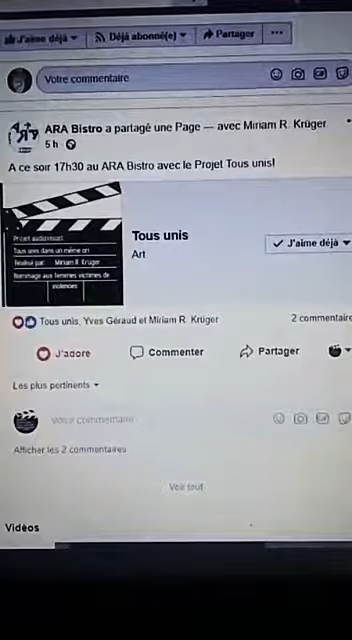 J'aime déjà Déjà abonné(e) Partager ...
Votre commentaire GIF
ARA Bistro a partagé une Page — avec Miriam R. Krüger.
5 h
A ce soir 17h30 au ARA Bistro avec le Projet Tous unis!
Projet audiovisuel:
Tous unis dans un même cri
Réalisé par: Miriam R. Krüger
Hommage aux femmes victimes de
violences
Tous unis
Art
J'aime déjà
Tous unis, Yves Géraud et Miriam R. Krüger
2 commentaire
J'adore Commenter Partager
Les plus pertinents
Votre commentaire GIF
Afficher les 2 commentaires
Voir tout
Vidéos